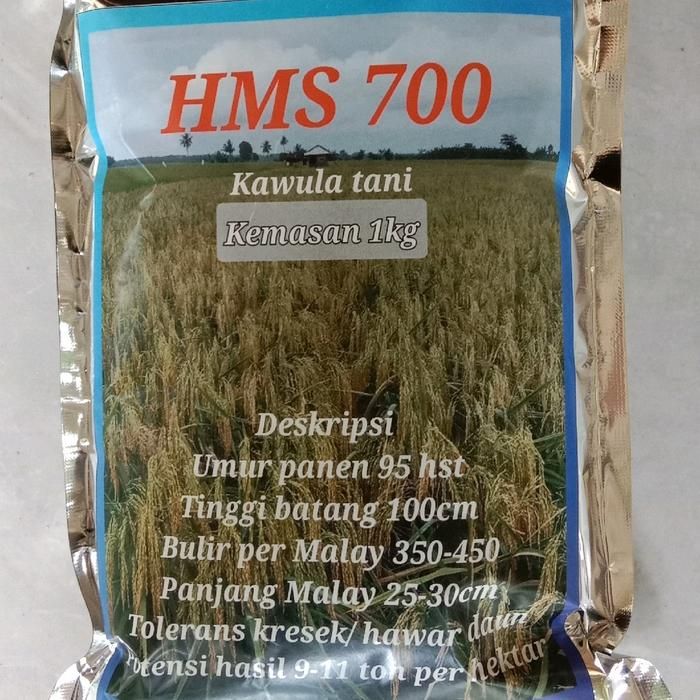 HMS 700
Kawula tani
Kemasan 1kg
Deskripsi
Umur panen 95 hst
Tinggi batang 100cm
Bulir per Malay 350-450
Panjang Malay 25-30cm
Tolerans kresek/ hawar daun
Potensi hasil 9-11 ton per hektar